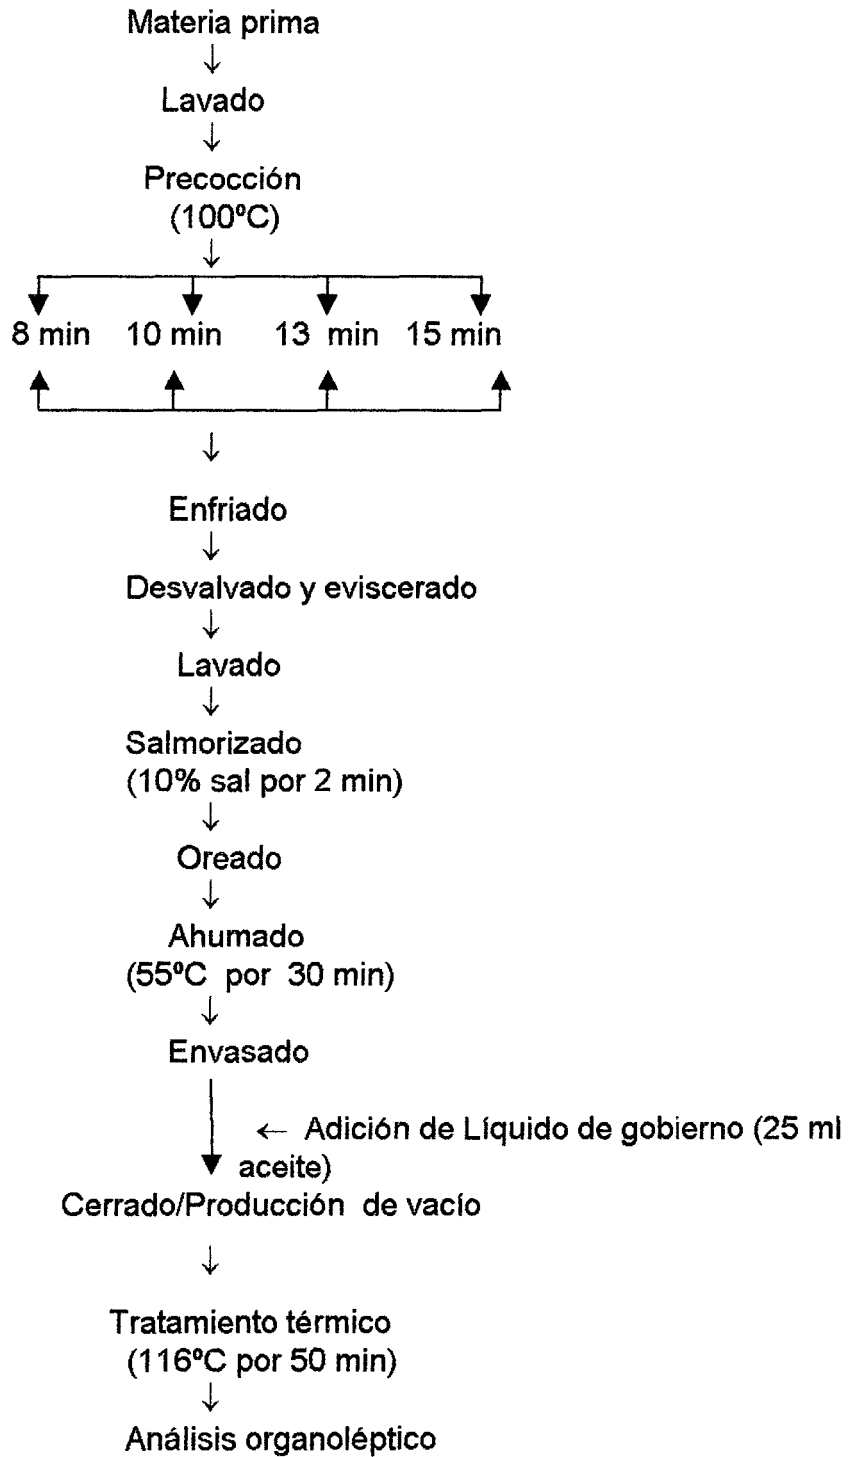 Materia prima
↓
Lavado
↓
Precocción
(100ºC)
↓
8 min 10 min 13 min 15 min
↓
Enfriado
↓
Desvalvado y eviscerado
↓
Lavado
↓
Salmorizado
(10% sal por 2 min)
↓
Oreado
↓
Ahumado
(55ºC por 30 min)
↓
Envasado
← Adición de Líquido de gobierno (25 ml
aceite)
Cerrado/Producción de vacío
↓
Tratamiento térmico
(116ºC por 50 min)
↓
Análisis organoléptico